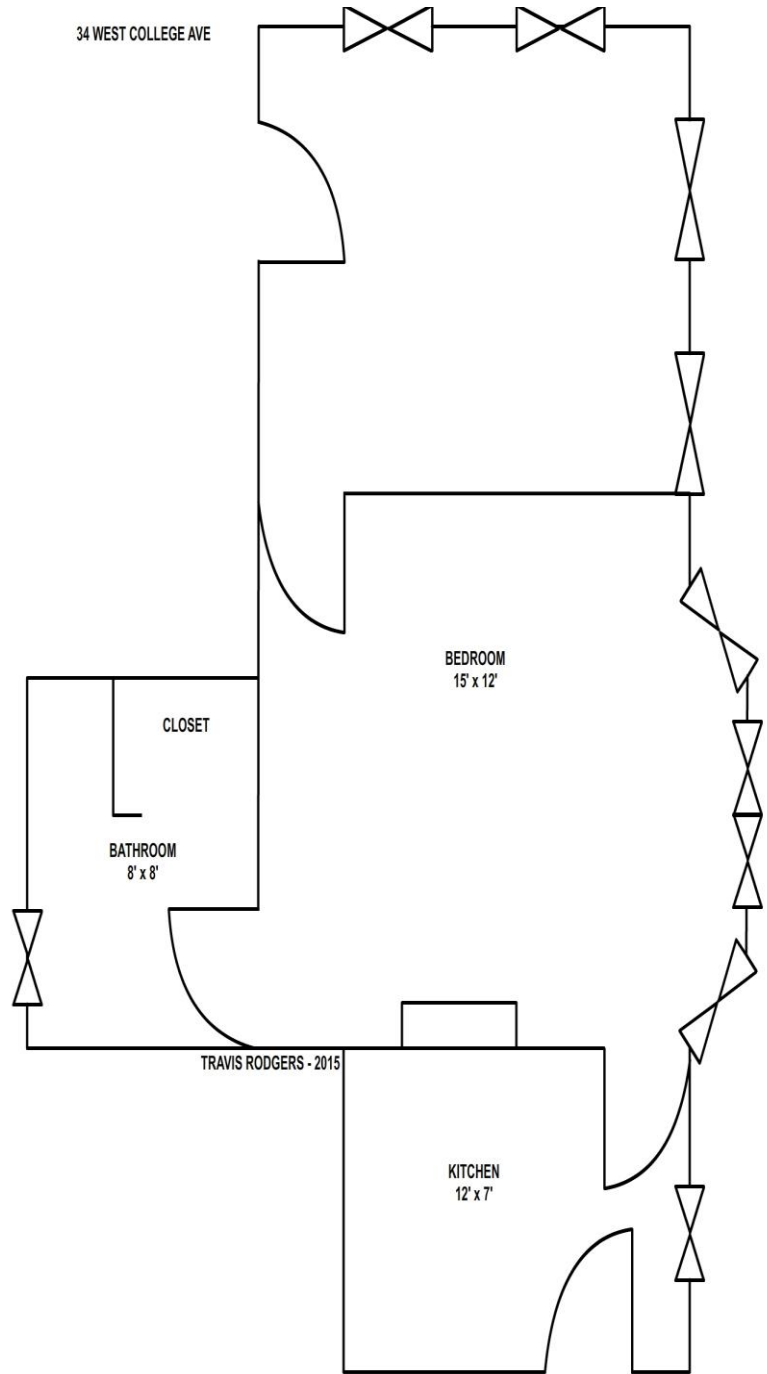 34 WEST COLLEGE AVE
BEDROOM
15' x 12'
CLOSET
BATHROOM
8' x 8'
TRAVIS RODGERS - 2015
KITCHEN
12' x 7'